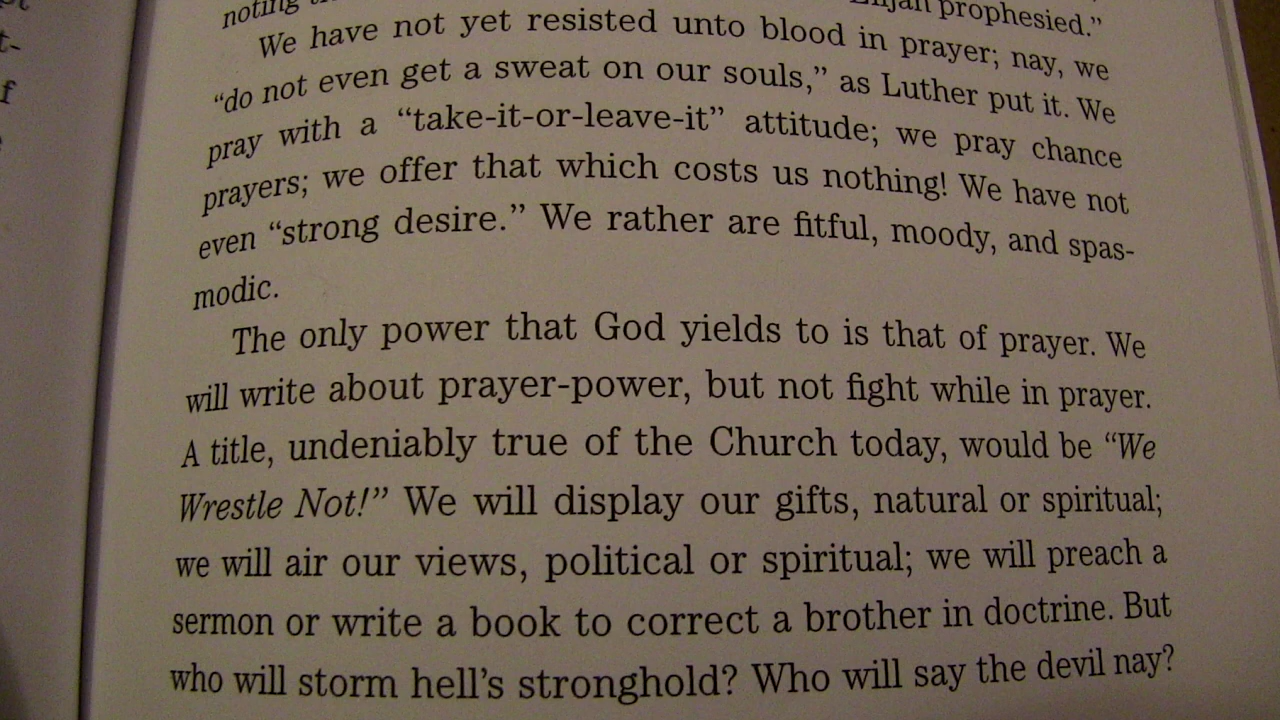 noting
Elijah prophesied.”
We have not yet resisted unto blood in prayer; nay, we
“do not even get a sweat on our souls,” as Luther put it. We
pray with a “take-it-or-leave-it” attitude; we pray chance
prayers; we offer that which costs us nothing! We have not
even “strong desire.” We rather are fitful, moody, and spas-
modic.
The only power that God yields to is that of prayer. We
will write about prayer-power, but not fight while in prayer.
A title, undeniably true of the Church today, would be “We
Wrestle Not!” We will display our gifts, natural or spiritual;
we will air our views, political or spiritual; we will preach a
sermon or write a book to correct a brother in doctrine. But
who will storm hell’s stronghold? Who will say the devil nay?